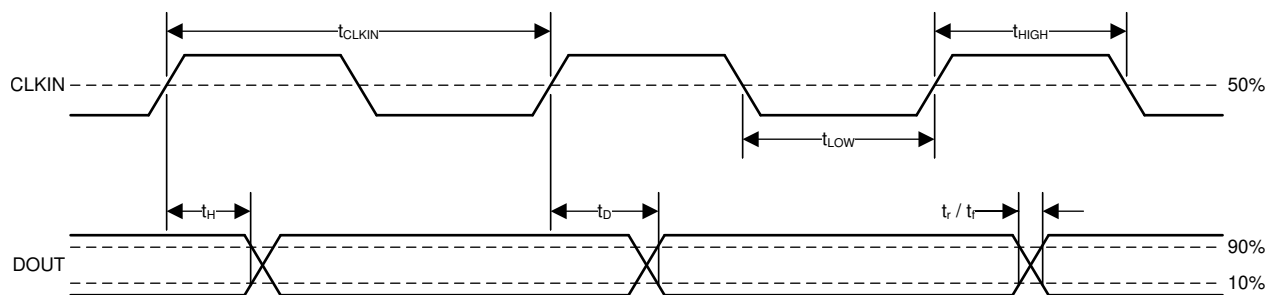 tCLKIN
tHIGH
CLKIN
50%
tLOW
tH
tD
tr / tf
90%
DOUT
10%